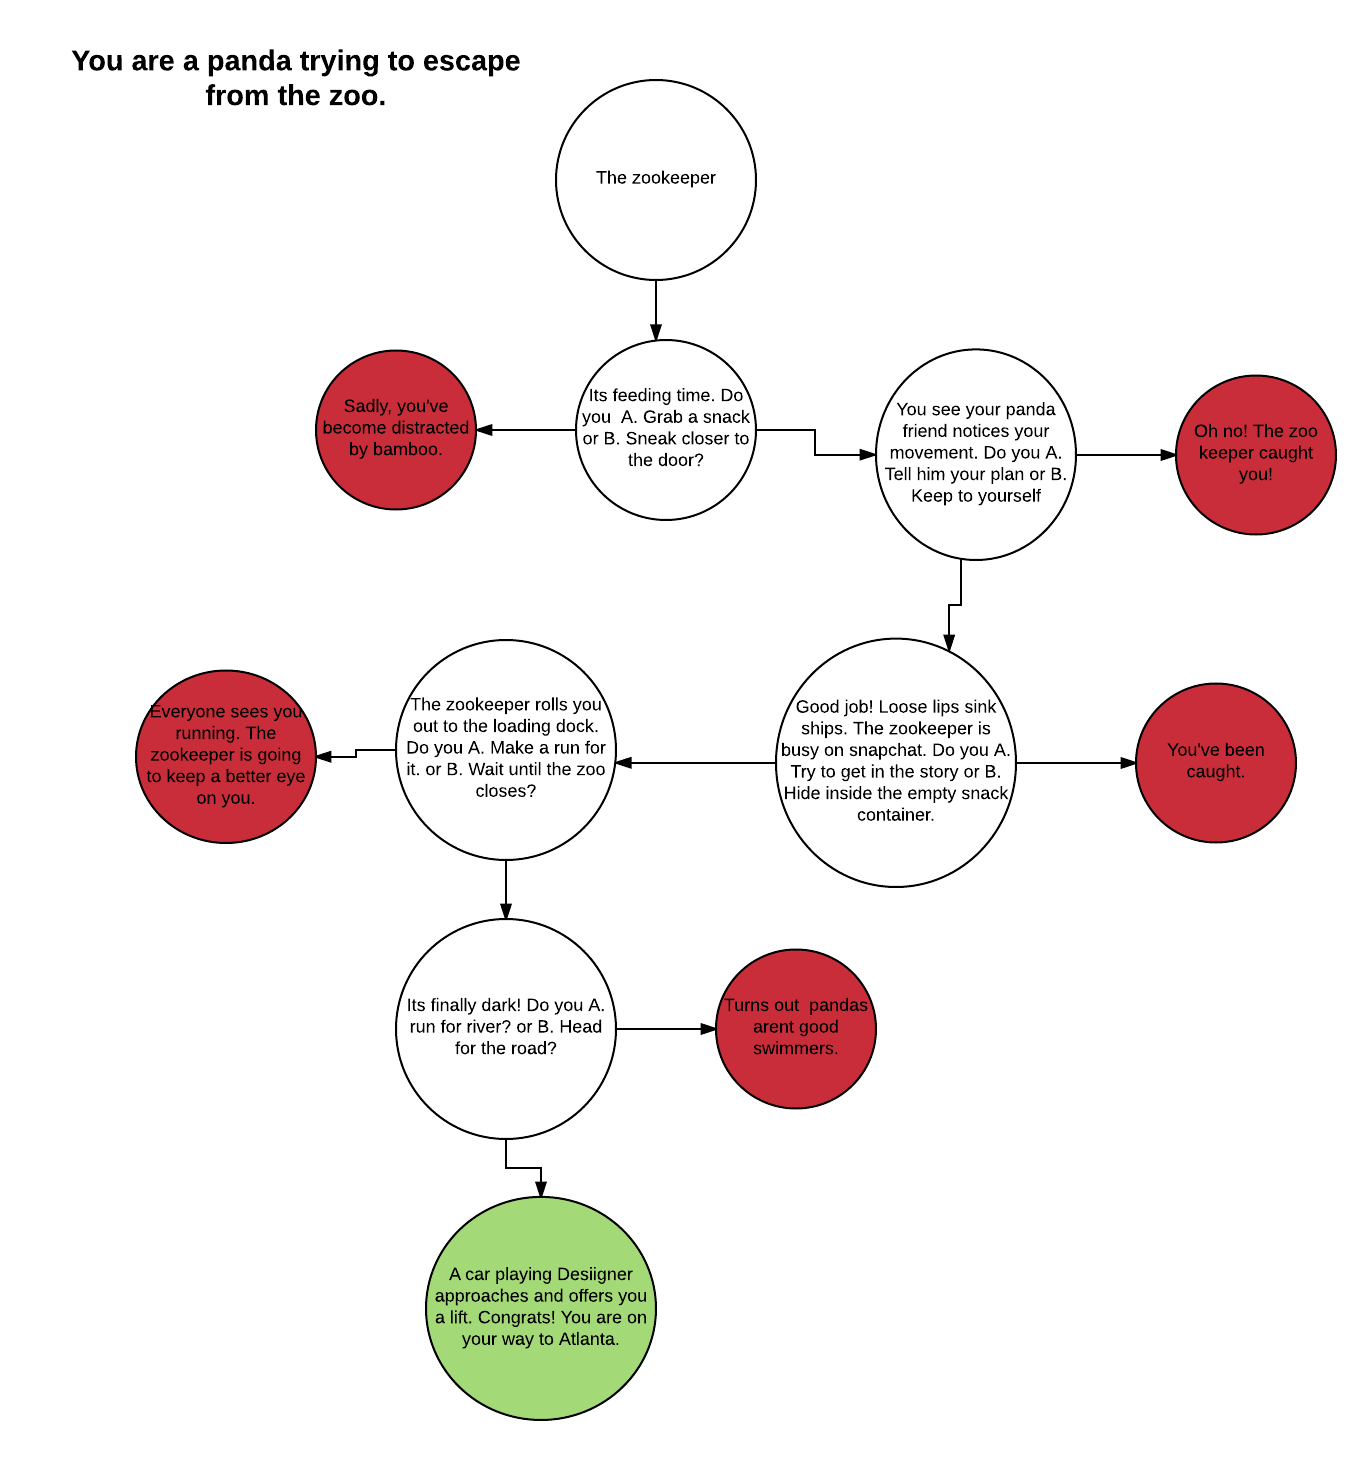 You are a panda trying to escape
from the zoo.
The zookeeper
Its feeding time. Do
you  A. Grab a snack
or B. Sneak closer to
the door?
Sadly, you've
become distracted
by bamboo.
You see your panda
friend notices your
movement. Do you A.
Tell him your plan or B.
Keep to yourself
Oh no! The zoo
keeper caught
you!
Good job! Loose lips sink
ships. The zookeeper is
busy on snapchat. Do you A.
Try to get in the story or B.
Hide inside the empty snack
container.
You've been
caught.
The zookeeper rolls you
out to the loading dock.
Do you A. Make a run for
it. or B. Wait until the zoo
closes?
Everyone sees you
running. The
zookeeper is going
to keep a better eye
on you.
Its finally dark! Do you A.
run for river? or B. Head
for the road?
Turns out  pandas
arent good
swimmers.
A car playing Desiigner
approaches and offers you
a lift. Congrats! You are on
your way to Atlanta.